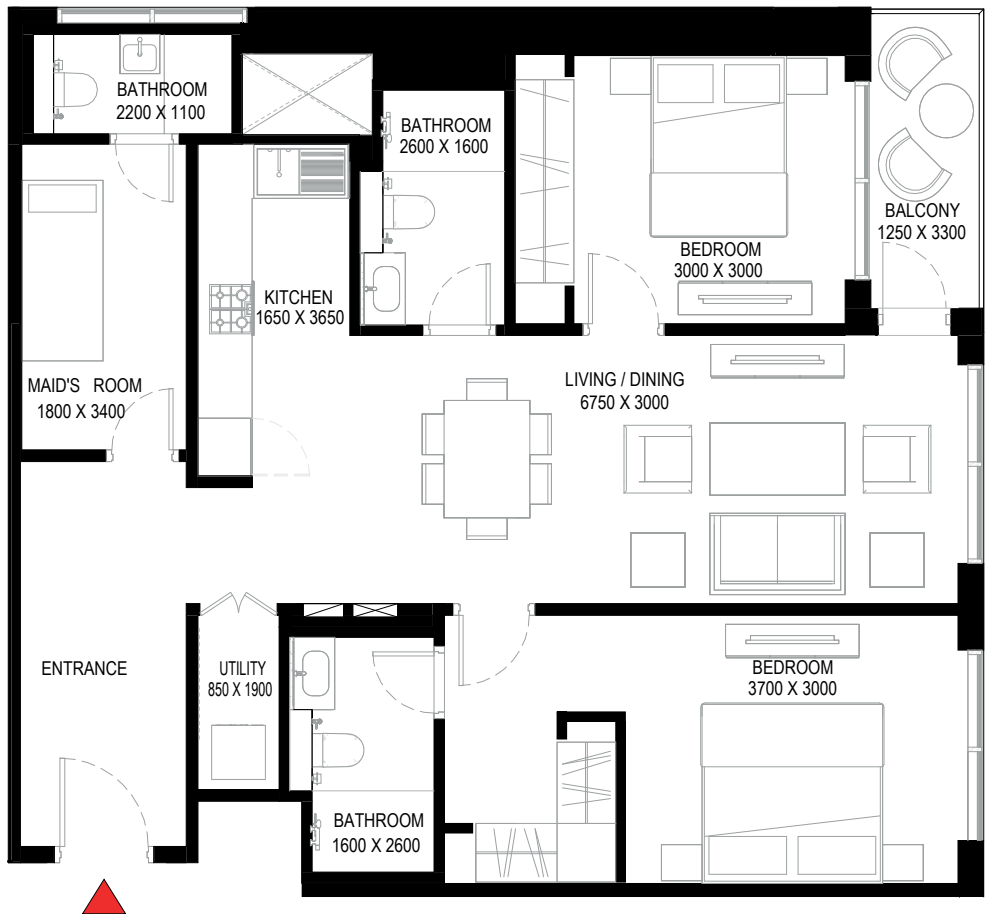 BATHROOM
2200 X 1100
BATHROOM
2600 X 1600
BALCONY
1250 X 3300
BEDROOM
3000 X 3000
KITCHEN
1650 X 3650
MAID'S ROOM
1800 X 3400
LIVING / DINING
6750 X 3000
ENTRANCE
UTILITY
850 X 1900
BEDROOM
3700 X 3000
BATHROOM
1600 X 2600